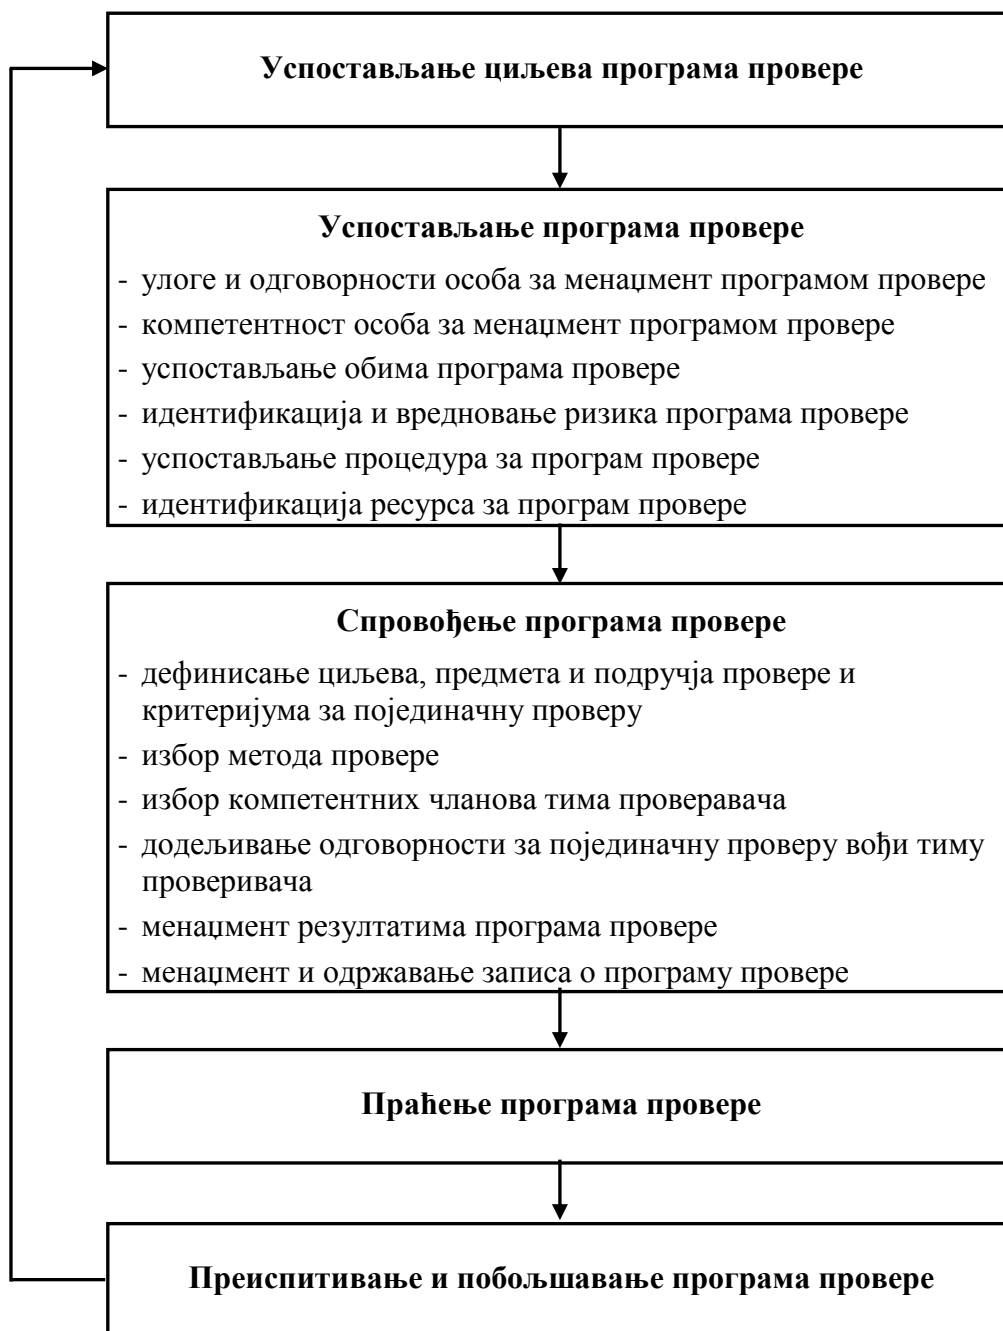 Успостављање циљева програма провере
Успостављање програма провере
- улоге и одговорности особа за менаџмент програмом провере
- компетентност особа за менаџмент програмом провере
- успостављање обима програма провере
- идентификација и вредновање ризика програма провере
- успостављање процедура за програм провере
- идентификација ресурса за програм провере
Спровођење програма провере
- дефинисање циљева, предмета и подручја провере и
критеријума за појединачну проверу
- избор метода провере
- избор компетентних чланова тима проверавача
- додељивање одговорности за појединачну проверу вођи тиму
проверивача
- менаџмент резултатима програма провере
- менаџмент и одржавање записа о програму провере
Праћење програма провере
Преиспитивање и побољшавање програма провере